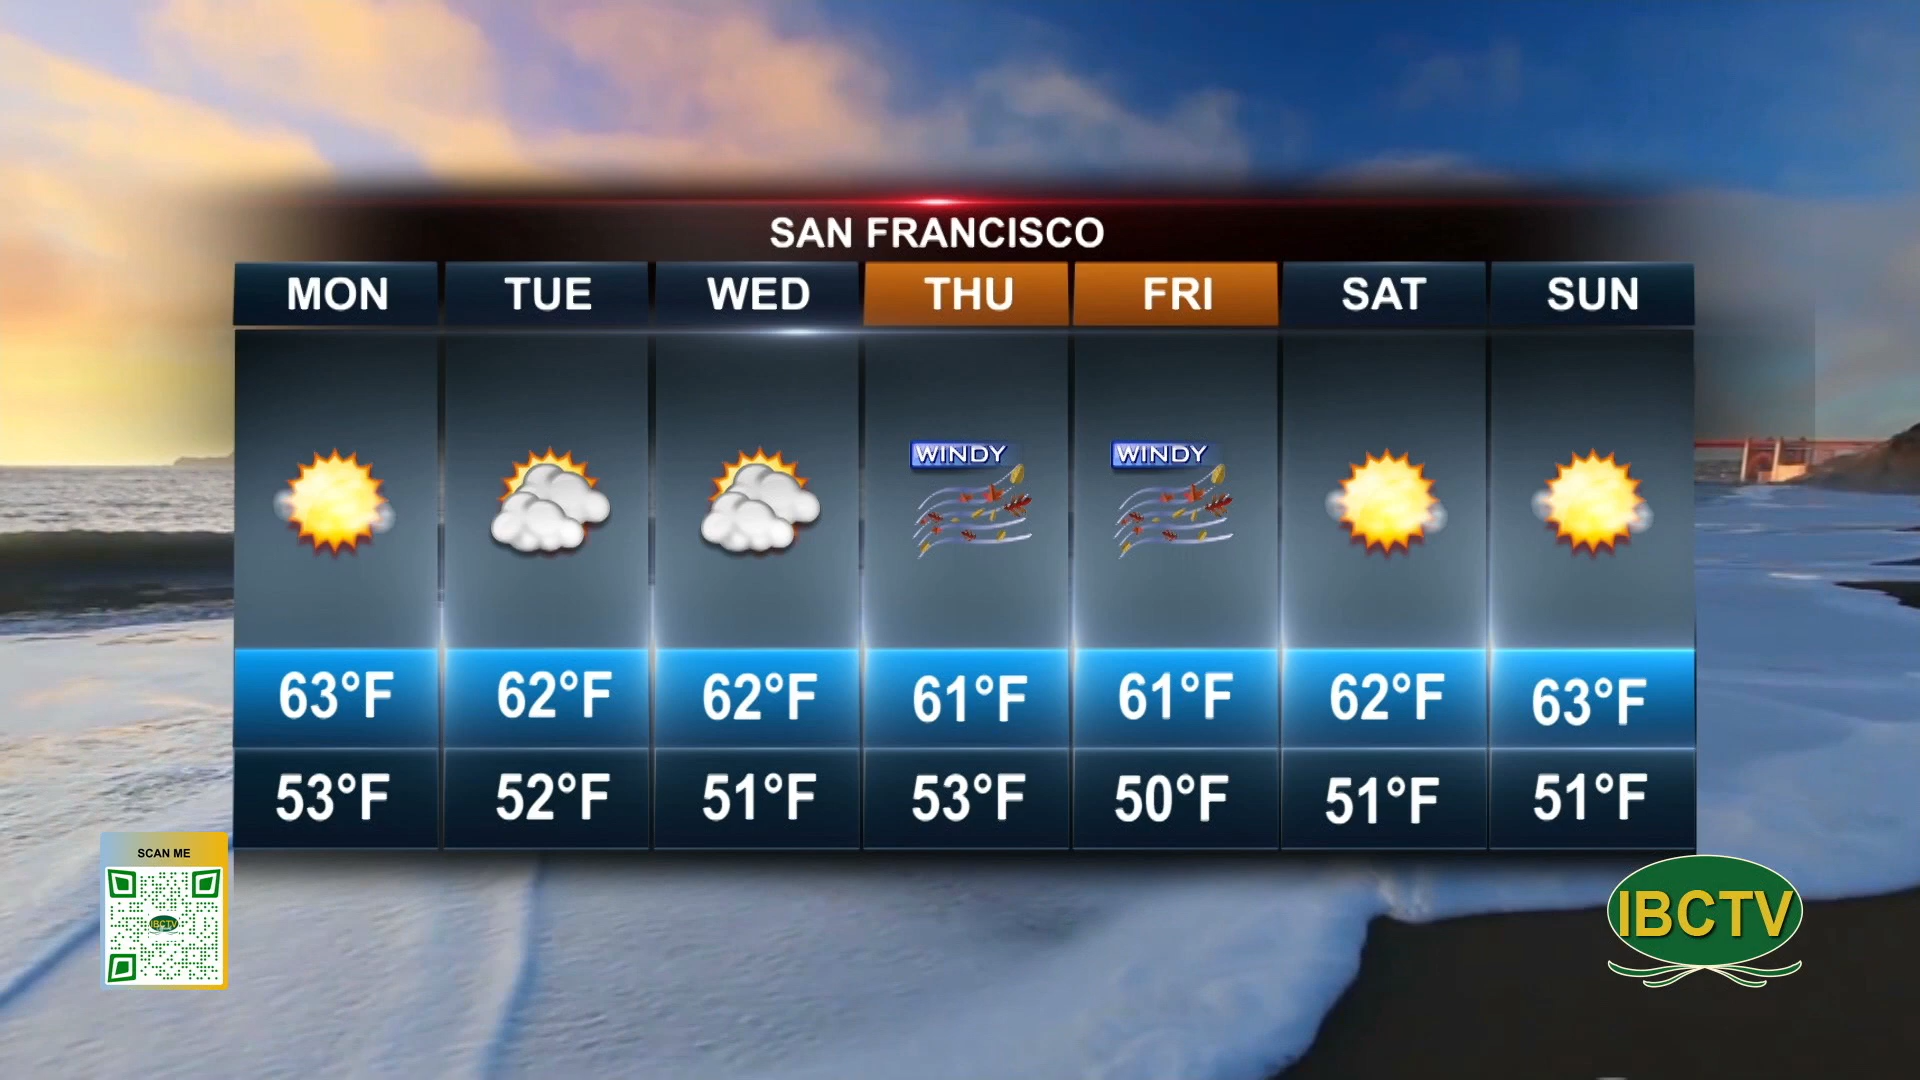 SAN FRANCISCO
MON TUE WED THU FRI SAT SUN
WINDY WINDY
63°F 62°F 62°F 61°F 61°F 62°F 63°F
53°F 52°F 51°F 53°F 50°F 51°F 51°F
SCAN ME
IBCTV
IBCTV